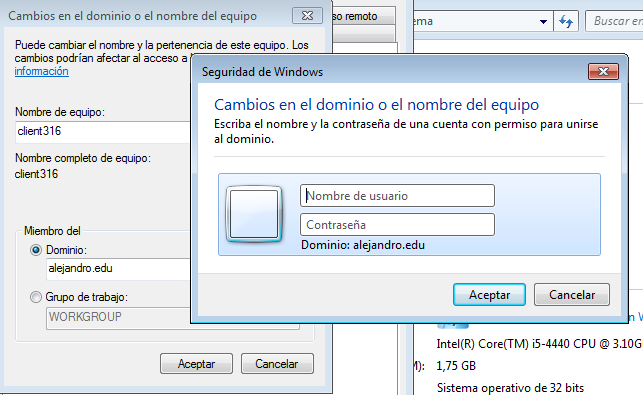 Cambios en el dominio o el nombre del equipo
so remoto
ema
Buscar en
Puede cambiar el nombre y la pertenencia de este equipo. Los
cambios podrían afectar al acceso a
información
Nombre de equipo:
client316
Nombre completo de equipo:
client316
Miembro del
Dominio:
alejandro.edu
Grupo de trabajo:
WORKGROUP
Aceptar
Cancelar
Seguridad de Windows
Cambios en el dominio o el nombre del equipo
Escriba el nombre y la contraseña de una cuenta con permiso para unirse
al dominio.
Nombre de usuario
Contraseña
Dominio: alejandro.edu
Aceptar
Cancelar
Intel(R) Core(TM) i5-4440 CPU @ 3.10G
M): 1,75 GB
Sistema operativo de 32 bits